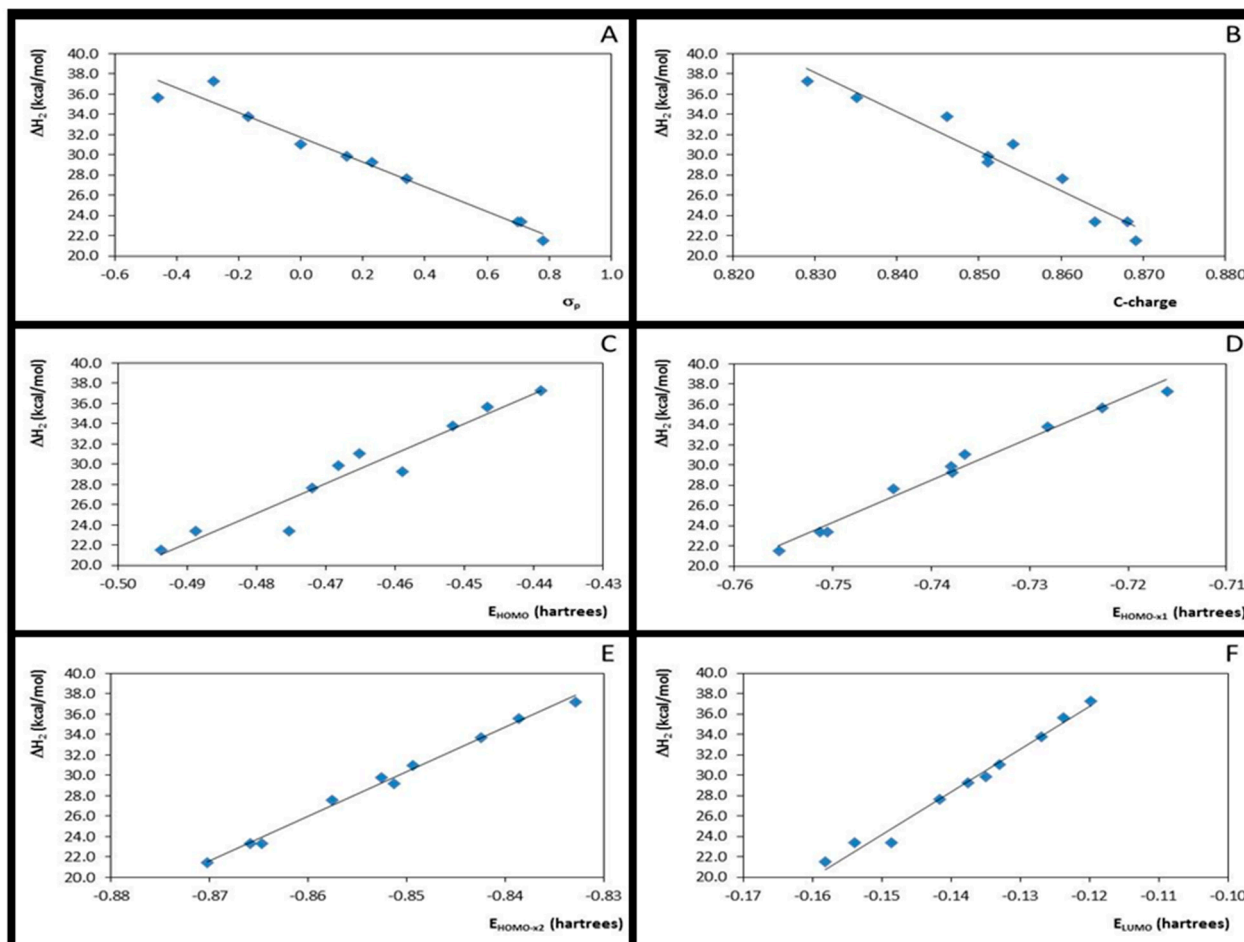 A
ΔH₂ (kcal/mol)
40.0
38.0
36.0
34.0
32.0
30.0
28.0
26.0
24.0
22.0
20.0
-0.6 -0.4 -0.2 0.0 0.2 0.4 0.6 0.8 1.0
σp
B
ΔH₂ (kcal/mol)
40.0
38.0
36.0
34.0
32.0
30.0
28.0
26.0
24.0
22.0
20.0
0.820 0.830 0.840 0.850 0.860 0.870 0.880
C-charge
C
ΔH₂ (kcal/mol)
40.0
38.0
36.0
34.0
32.0
30.0
28.0
26.0
24.0
22.0
20.0
-0.50 -0.49 -0.48 -0.47 -0.46 -0.45 -0.44 -0.43
EHOMO (hartrees)
D
ΔH₂ (kcal/mol)
40.0
38.0
36.0
34.0
32.0
30.0
28.0
26.0
24.0
22.0
20.0
-0.76 -0.75 -0.74 -0.73 -0.72 -0.71
EHOMO-x1 (hartrees)
E
ΔH₂ (kcal/mol)
40.0
38.0
36.0
34.0
32.0
30.0
28.0
26.0
24.0
22.0
20.0
-0.88 -0.87 -0.86 -0.85 -0.84 -0.83
EHOMO-x2 (hartrees)
F
ΔH₂ (kcal/mol)
40.0
38.0
36.0
34.0
32.0
30.0
28.0
26.0
24.0
22.0
20.0
-0.17 -0.16 -0.15 -0.14 -0.13 -0.12 -0.11 -0.10
ELUMO (hartrees)